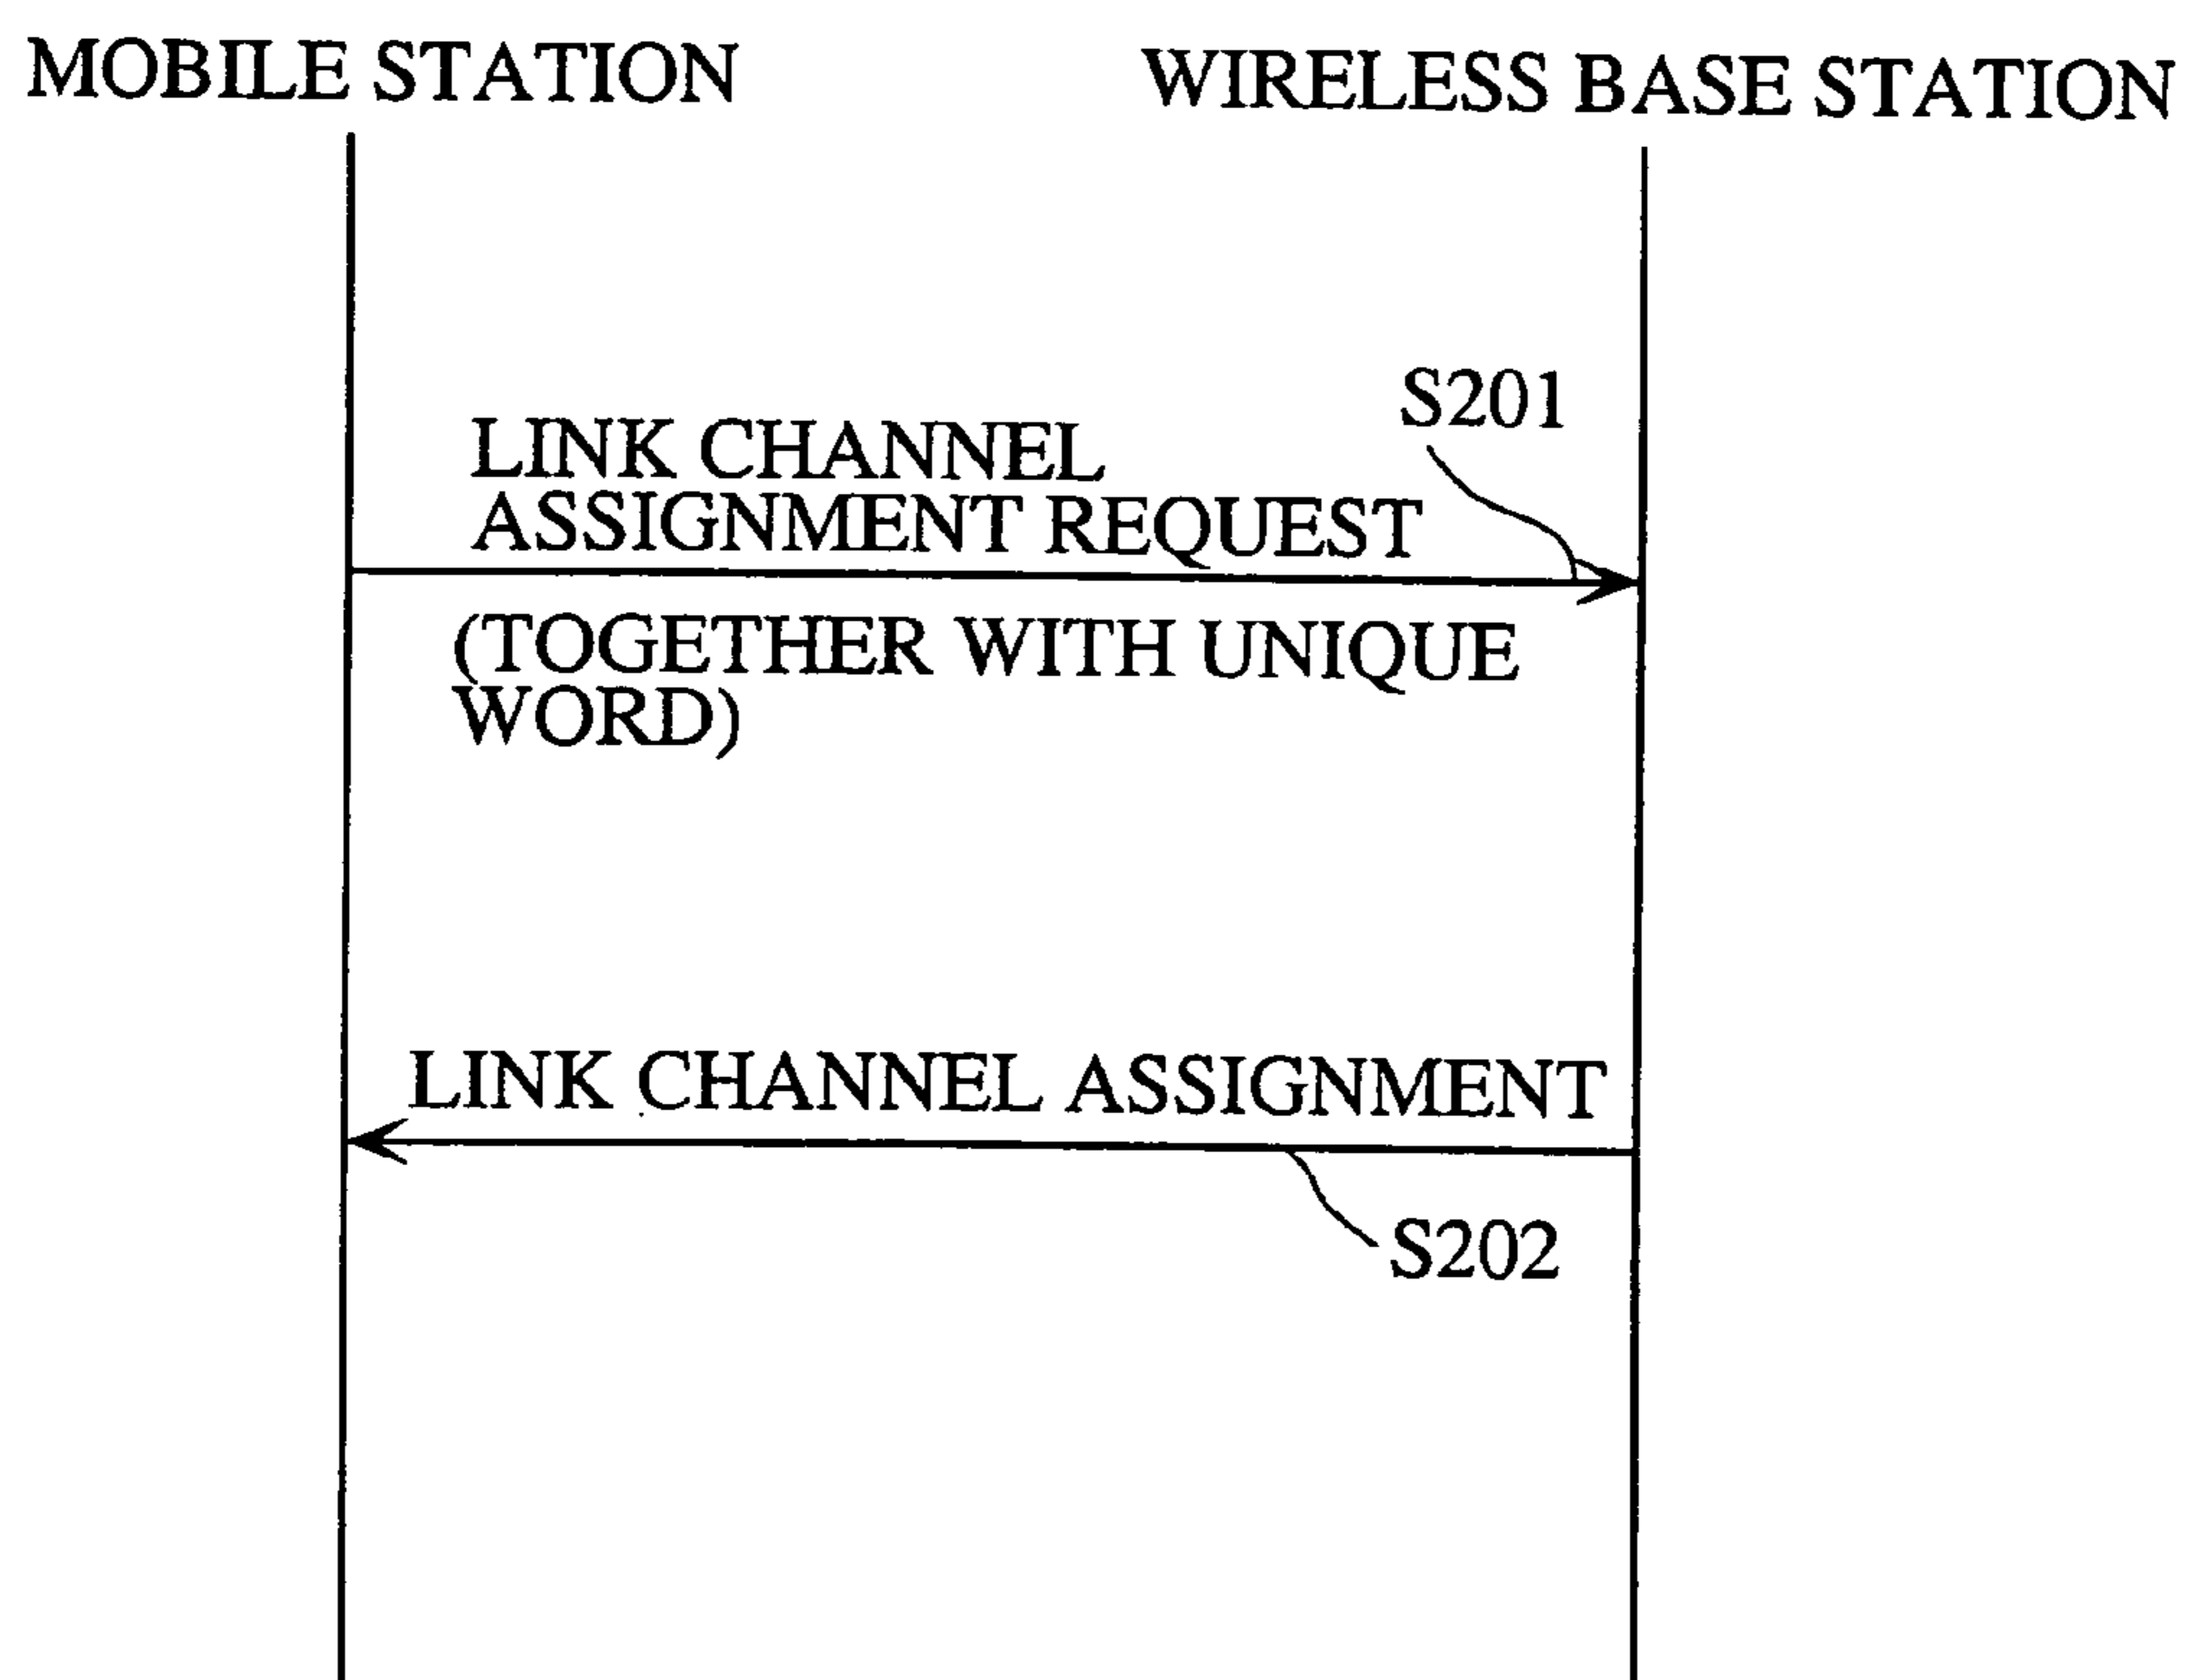 MOBILE STATION
WIRELESS BASE STATION
S201
LINK CHANNEL
ASSIGNMENT REQUEST
(TOGETHER WITH UNIQUE
WORD)
LINK CHANNEL ASSIGNMENT
S202